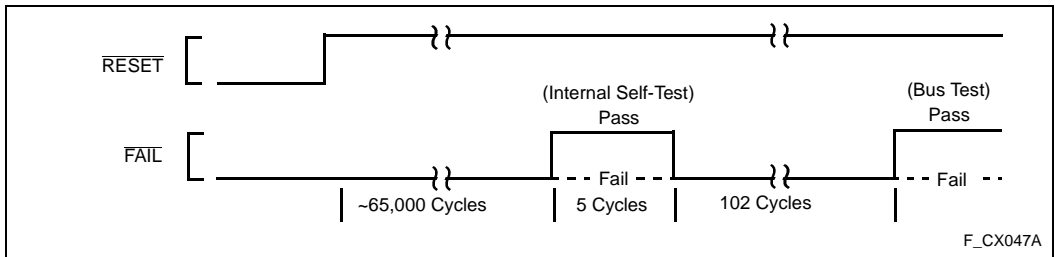 RESET
(Internal Self-Test)
Pass
(Bus Test)
Pass
FAIL
Fail
Fail
~65,000 Cycles
5 Cycles
102 Cycles
F_CX047A